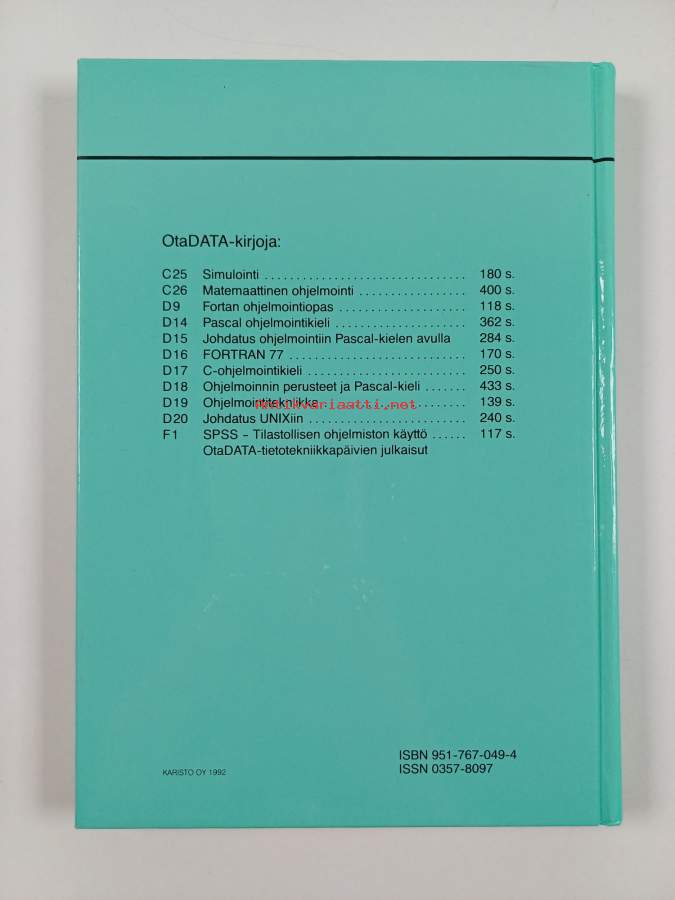 OtaDATA-kirjoja:
C25 Simulointi ................................ 180 s.
C26 Matemaattinen ohjelmointi ................. 400 s.
D9 Fortan ohjelmointiopas ..................... 118 s.
D14 Pascal ohjelmointikieli ..................... 362 s.
D15 Johdatus ohjelmointiin Pascal-kielen avulla 284 s.
D16 FORTRAN 77 ............................ 170 s.
D17 C-ohjelmointikieli .......................... 250 s.
D18 Ohjelmoinnin perusteet ja Pascal-kieli ....... 433 s.
D19 Ohjelmointitekniikka ....................... 139 s.
Antikvariaatti.net
D20 Johdatus UNIXiin ......................... 240 s.
F1 SPSS – Tilastollisen ohjelmiston käyttö ...... 117 s.
OtaDATA-tietotekniikkapäivien julkaisut
ISBN 951-767-049-4
ISSN 0357-8097
KARISTO OY 1992